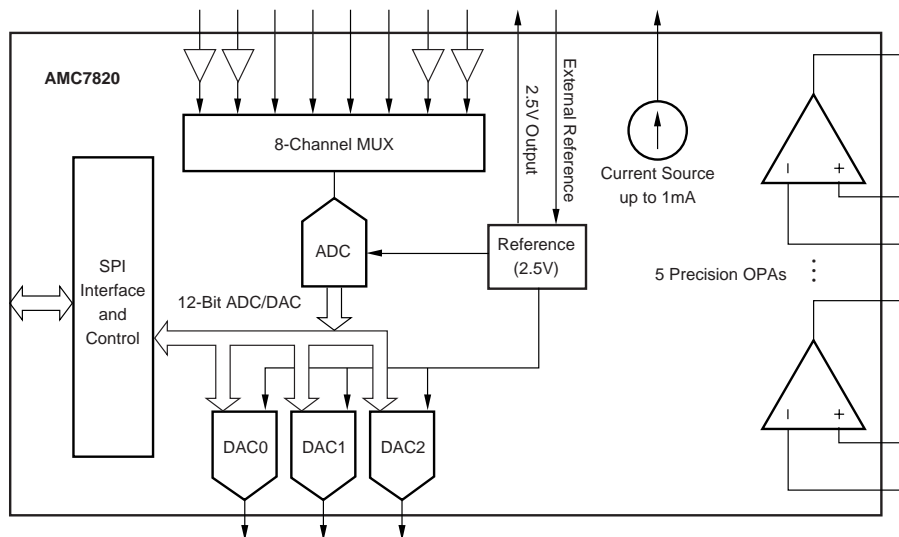 AMC7820
8-Channel MUX
2.5V Output
External Reference
Current Source
up to 1mA
SPI
Interface
and
Control
ADC
Reference
(2.5V)
5 Precision OPAs
12-Bit ADC/DAC
DAC0
DAC1
DAC2
– +
– +